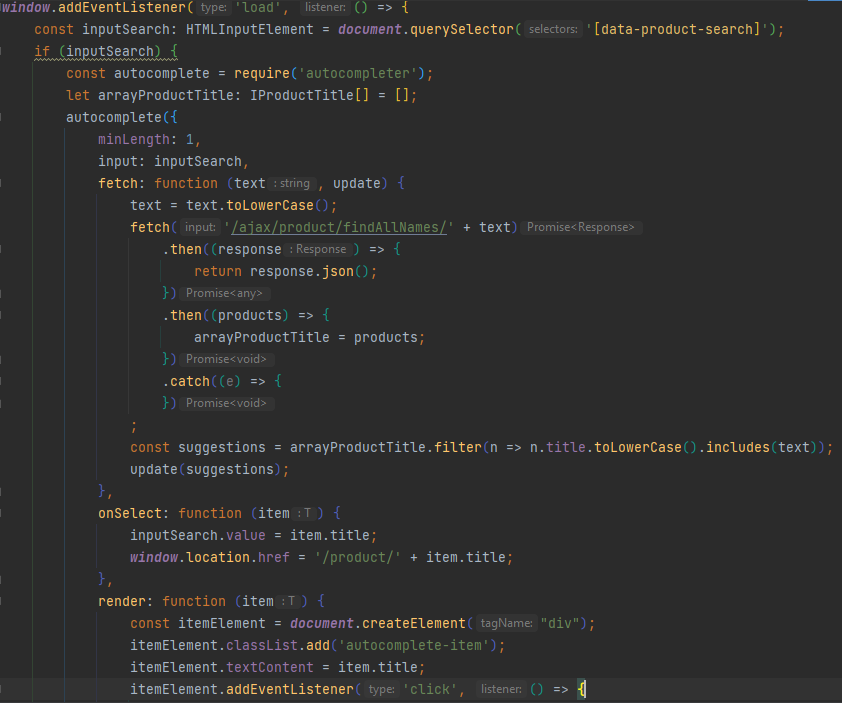 window.addEventListener( type: 'load', listener: () => {
const inputSearch: HTMLInputElement = document.querySelector( selectors: '[data-product-search]');
if (inputSearch) {
const autocomplete = require('autocompleter');
let arrayProductTitle: IProductTitle[] = [];
autocomplete({
minLength: 1,
input: inputSearch,
fetch: function (text : string , update) {
text = text.toLowerCase();
fetch( input: '/ajax/product/findAllNames/' + text) Promise<Response>
.then((response : Response ) => {
return response.json();
}) Promise<any>
.then((products) => {
arrayProductTitle = products;
}) Promise<void>
.catch((e) => {
}) Promise<void>
;
const suggestions = arrayProductTitle.filter(n => n.title.toLowerCase().includes(text));
update(suggestions);
},
onSelect: function (item : T ) {
inputSearch.value = item.title;
window.location.href = '/product/' + item.title;
},
render: function (item : T ) {
const itemElement = document.createElement( tagName: "div");
itemElement.classList.add('autocomplete-item');
itemElement.textContent = item.title;
itemElement.addEventListener( type: 'click', listener: () => {